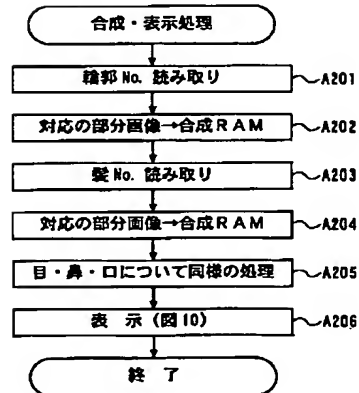 合成・表示処理
輪郭No. 読み取り A201
対応の部分画像→合成RAM A202
髪No. 読み取り A203
対応の部分画像→合成RAM A204
目・鼻・口について同様の処理 A205
表 示 (図10) A206
終 了